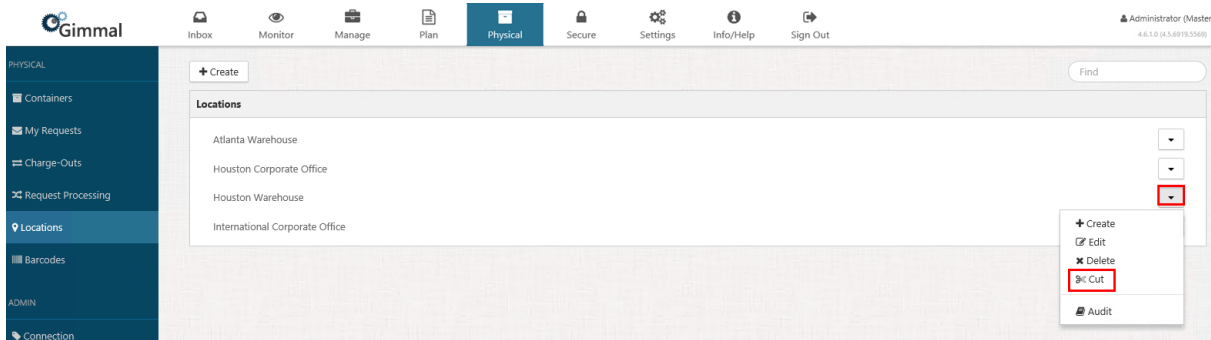 Gimmal
Inbox
Monitor
Manage
Plan
Physical
Secure
Settings
Info/Help
Sign Out
Administrator (Master
4.6.1.0 (4.5.6919.5569)
PHYSICAL
Containers
My Requests
Charge-Outs
Request Processing
Locations
Barcodes
ADMIN
Connection
+ Create
Find
Locations
Atlanta Warehouse
Houston Corporate Office
Houston Warehouse
International Corporate Office
+ Create
Edit
Delete
Cut
Audit